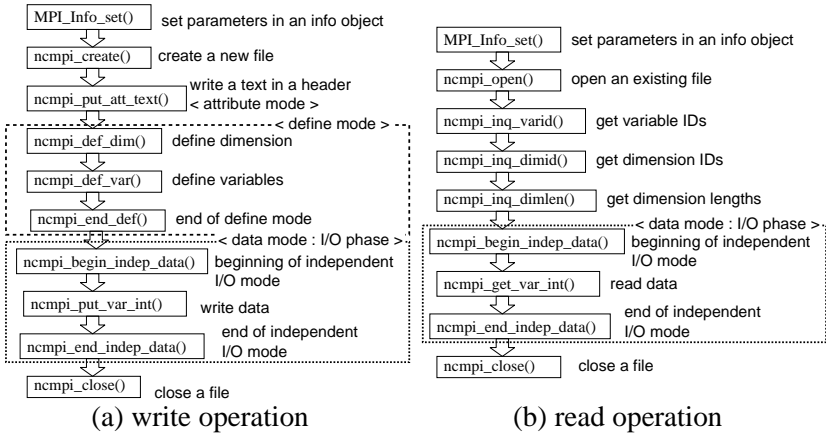 MPI_Info_set() set parameters in an info object
ncmpi_create() create a new file
ncmpi_put_att_text() write a text in a header
< attribute mode >
< define mode >
ncmpi_def_dim() define dimension
ncmpi_def_var() define variables
ncmpi_end_def() end of define mode
< data mode : I/O phase >
ncmpi_begin_indep_data() beginning of independent
I/O mode
ncmpi_put_var_int() write data
ncmpi_end_indep_data() end of independent
I/O mode
ncmpi_close() close a file
(a) write operation
MPI_Info_set() set parameters in an info object
ncmpi_open() open an existing file
ncmpi_inq_varid() get variable IDs
ncmpi_inq_dimid() get dimension IDs
ncmpi_inq_dimlen() get dimension lengths
< data mode : I/O phase >
ncmpi_begin_indep_data() beginning of independent
I/O mode
ncmpi_get_var_int() read data
ncmpi_end_indep_data() end of independent
I/O mode
ncmpi_close() close a file
(b) read operation